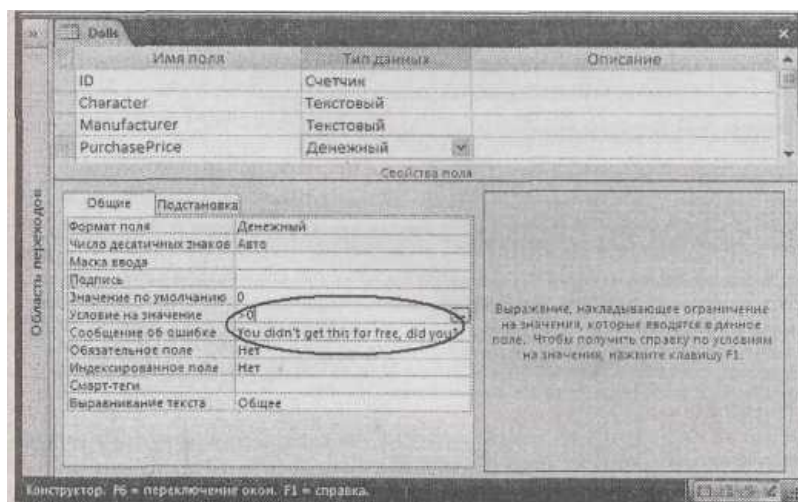 » Dolls ×
Имя поля Тип данных Описание
ID Счетчик
Character Текстовый
Manufacturer Текстовый
PurchasePrice Денежный
Свойства поля
Общие Подстановка
Формат поля Денежный
Число десятичных знаков Авто
Маска ввода
Подпись
Значение по умолчанию 0
Условие на значение >0
Сообщение об ошибке You didn't get this for free, did you?
Обязательное поле Нет
Индексированное поле Нет
Смарт-теги
Выравнивание текста Общее
Выражение, накладывающее ограничение
на значения, которые вводятся в данное
поле. Чтобы получить справку по условиям
на значения, нажмите клавишу F1.
Область переходов
Конструктор. F6 = переключение окон. F1 = справка.